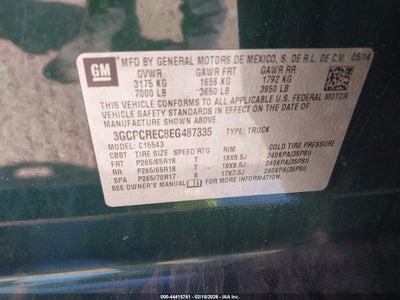 GM
MFD BY GENERAL MOTORS DE MEXICO, S. DE R.L. DE C.V. 05/14
GVWR GAWR FRT GAWR RR
3175 KG 1656 KG 1792 KG
7000 LB 3650 LB 3950 LB
THIS VEHICLE CONFORMS TO ALL APPLICABLE U.S. FEDERAL MOTOR
VEHICLE SAFETY STANDARDS IN EFFECT ON THE DATE OF
MANUFACTURE SHOWN ABOVE.
3GCPCREC8EG487335 TYPE: TRUCK
MODEL: C15543 COLD TIRE PRESSURE
CBBT TIRE SIZE SPEED RTG RIM
FRT P265/65R18 T 18X8.5J 240KPA(35PSI)
RR P265/65R18 T 18X8.5J 240KPA(35PSI)
SPA P265/70R17 S 17X7.5J 240KPA(35PSI)
SEE OWNER'S MANUAL FOR MORE INFORMATION.
000-44415741 - 02/18/2026 - © IAA